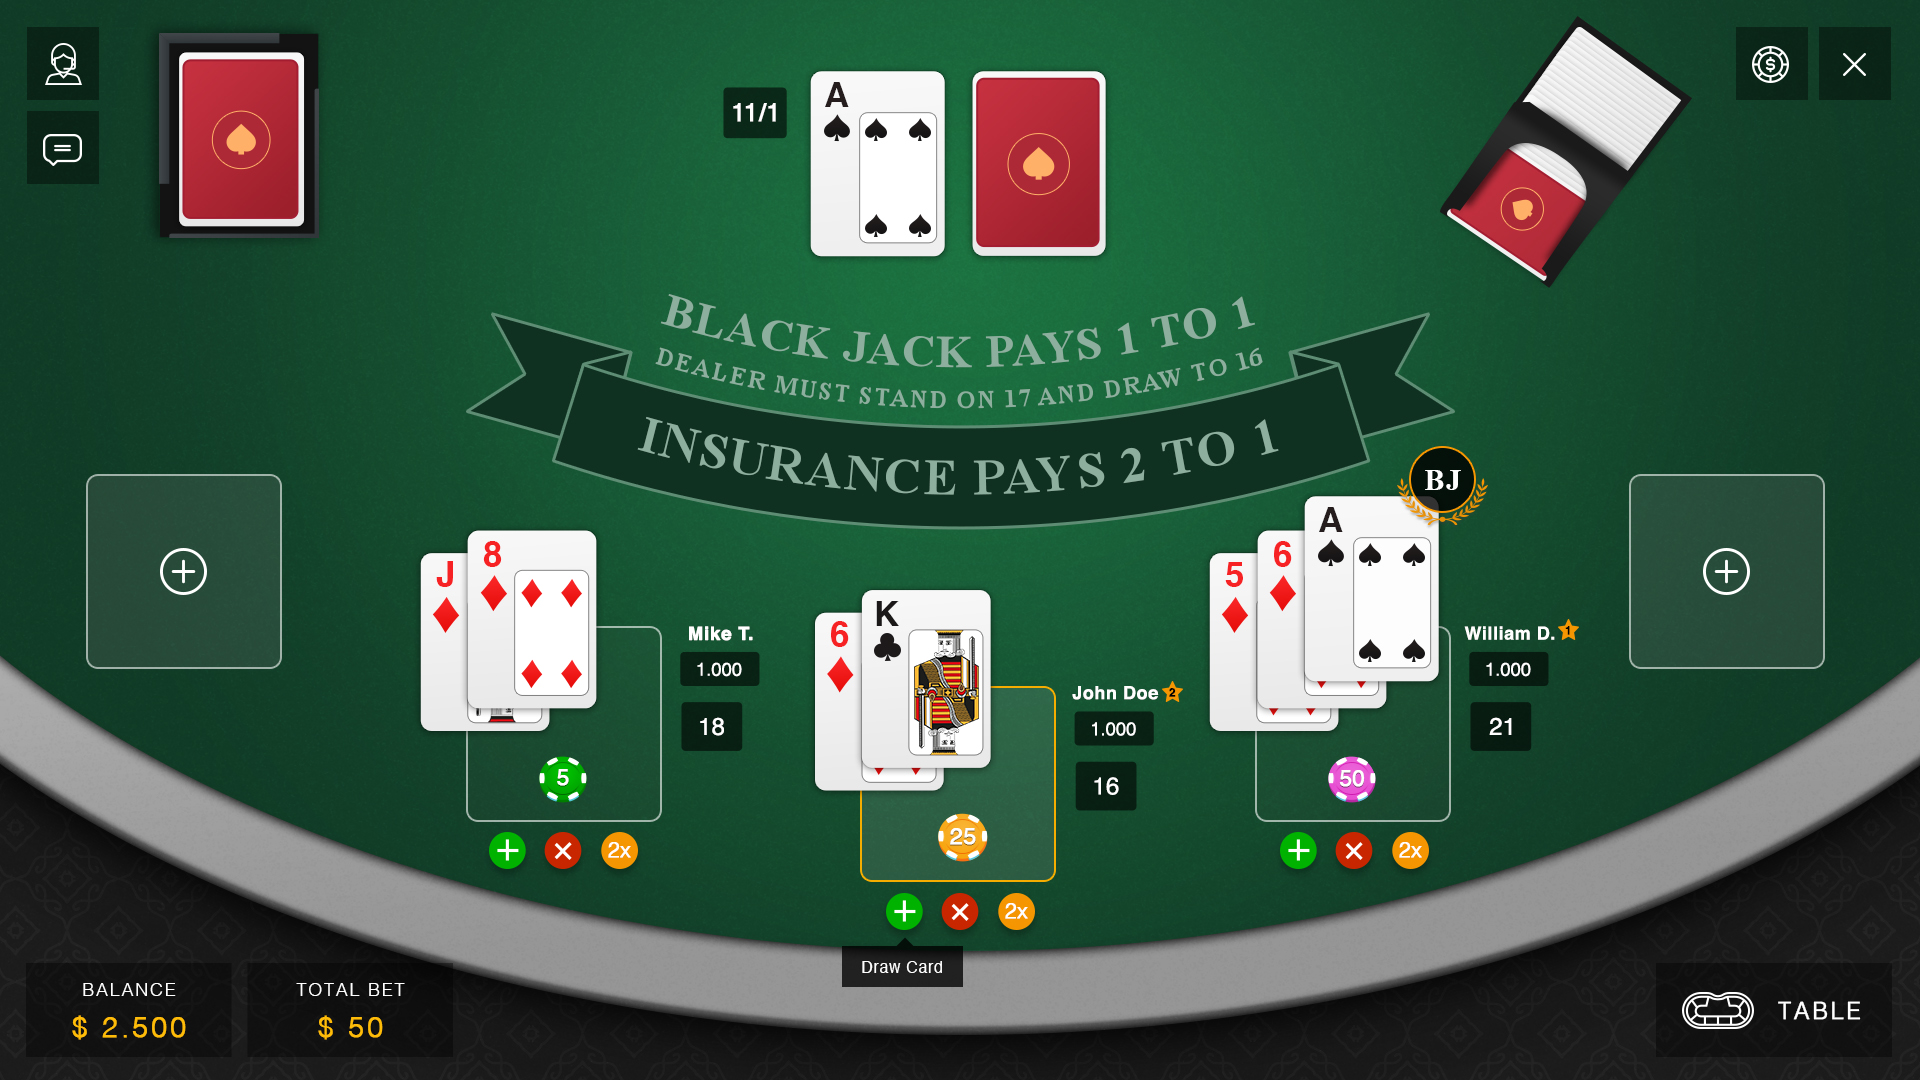 A
11/1
BLACK JACK PAYS 1 TO 1
DEALER MUST STAND ON 17 AND DRAW TO 16
INSURANCE PAYS 2 TO 1
BJ
J
8
Mike T.
1.000
18
5
2x
6
K
John Doe 2
1.000
16
25
2x
Draw Card
5
6
A
William D. 1
1.000
21
50
2x
BALANCE
$ 2.500
TOTAL BET
$ 50
TABLE